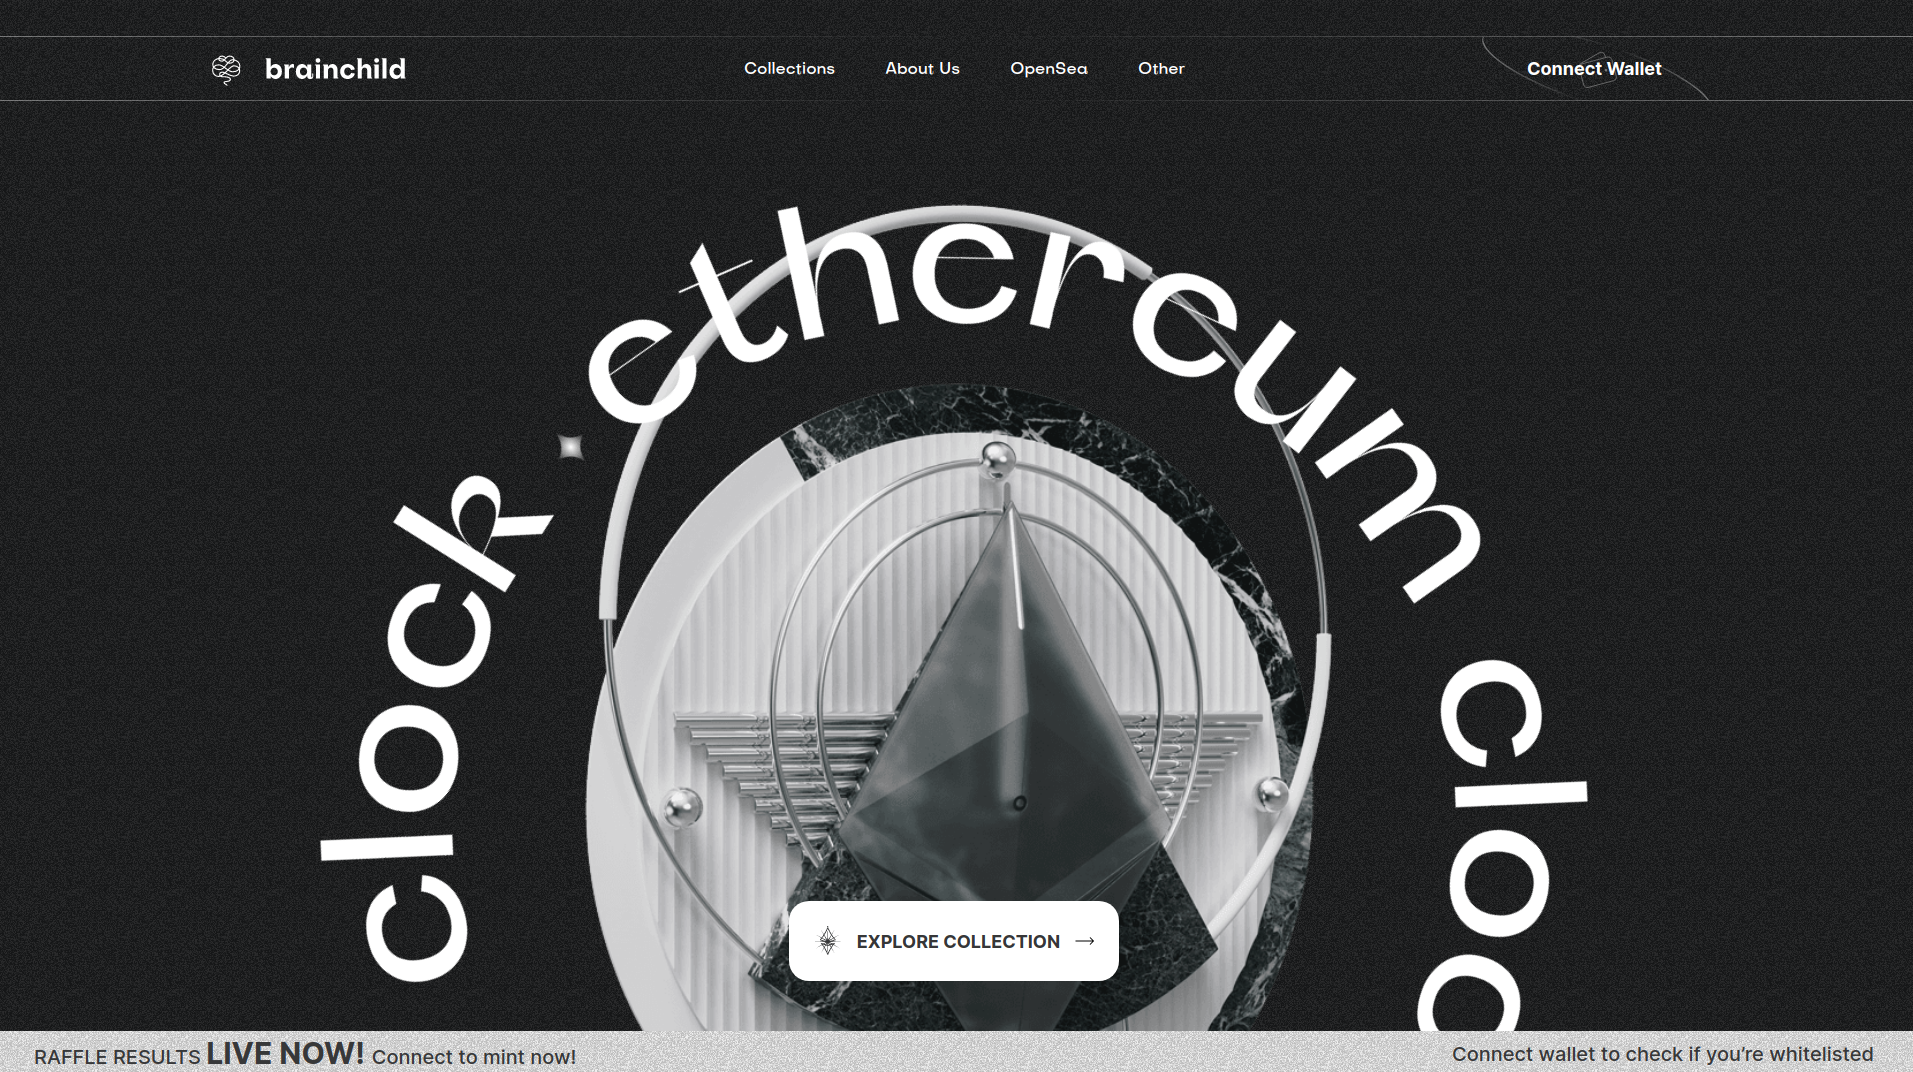 brainchild
Collections
About Us
OpenSea
Other
Connect Wallet
clock ethereum cloc
EXPLORE COLLECTION
RAFFLE RESULTS LIVE NOW! Connect to mint now!
Connect wallet to check if you're whitelisted